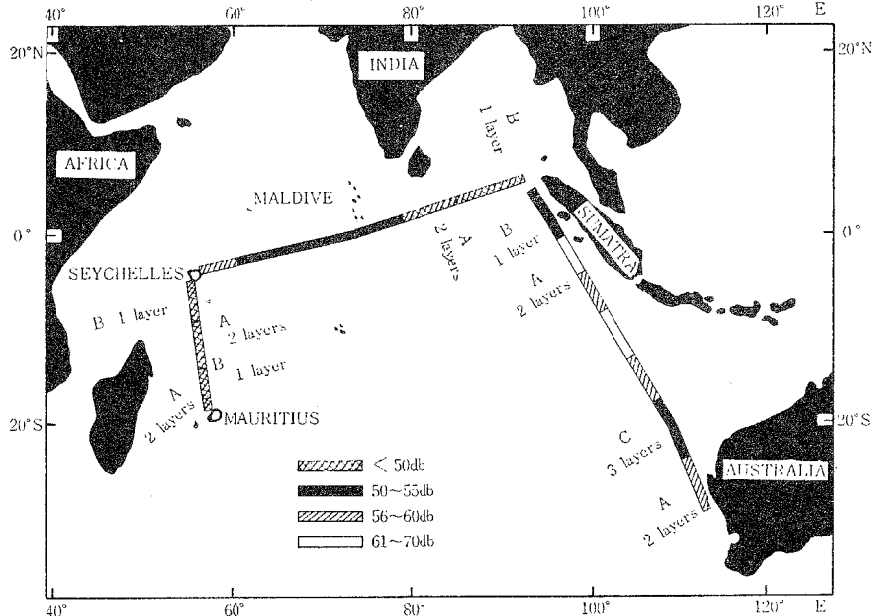 40° 60° 80° 100° 120° E
20°N 20°N
INDIA
B
1 layer
AFRICA
MALDIVE
SUMATRA
A
2 layers
B
1 layer
0° 0°
SEYCHELLES
A
2 layers
B 1 layer
A
2 layers
B 1 layer
A
2 layers
MAURITIUS
20°S 20°S
C
3 layers
AUSTRALIA
A
2 layers
< 50db
50~55db
56~60db
61~70db
40° 60° 80° 100° 120° E